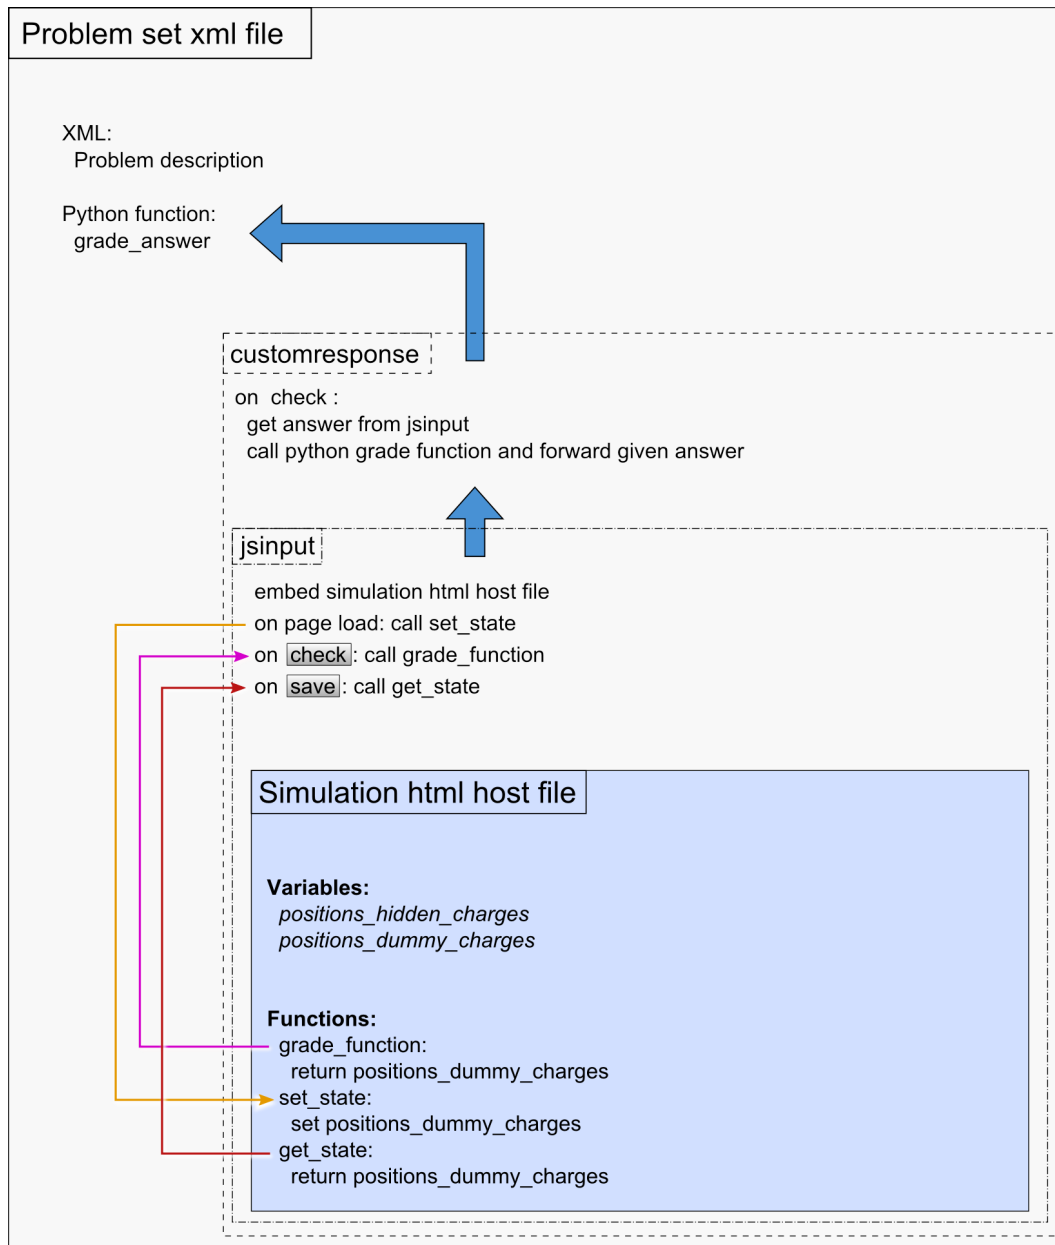 Problem set xml file
XML:
Problem description
Python function:
grade_answer
customresponse
on check :
get answer from jsinput
call python grade function and forward given answer
jsinput
embed simulation html host file
on page load: call set_state
on check : call grade_function
on save : call get_state
Simulation html host file
Variables:
positions_hidden_charges
positions_dummy_charges
Functions:
grade_function:
return positions_dummy_charges
set_state:
set positions_dummy_charges
get_state:
return positions_dummy_charges